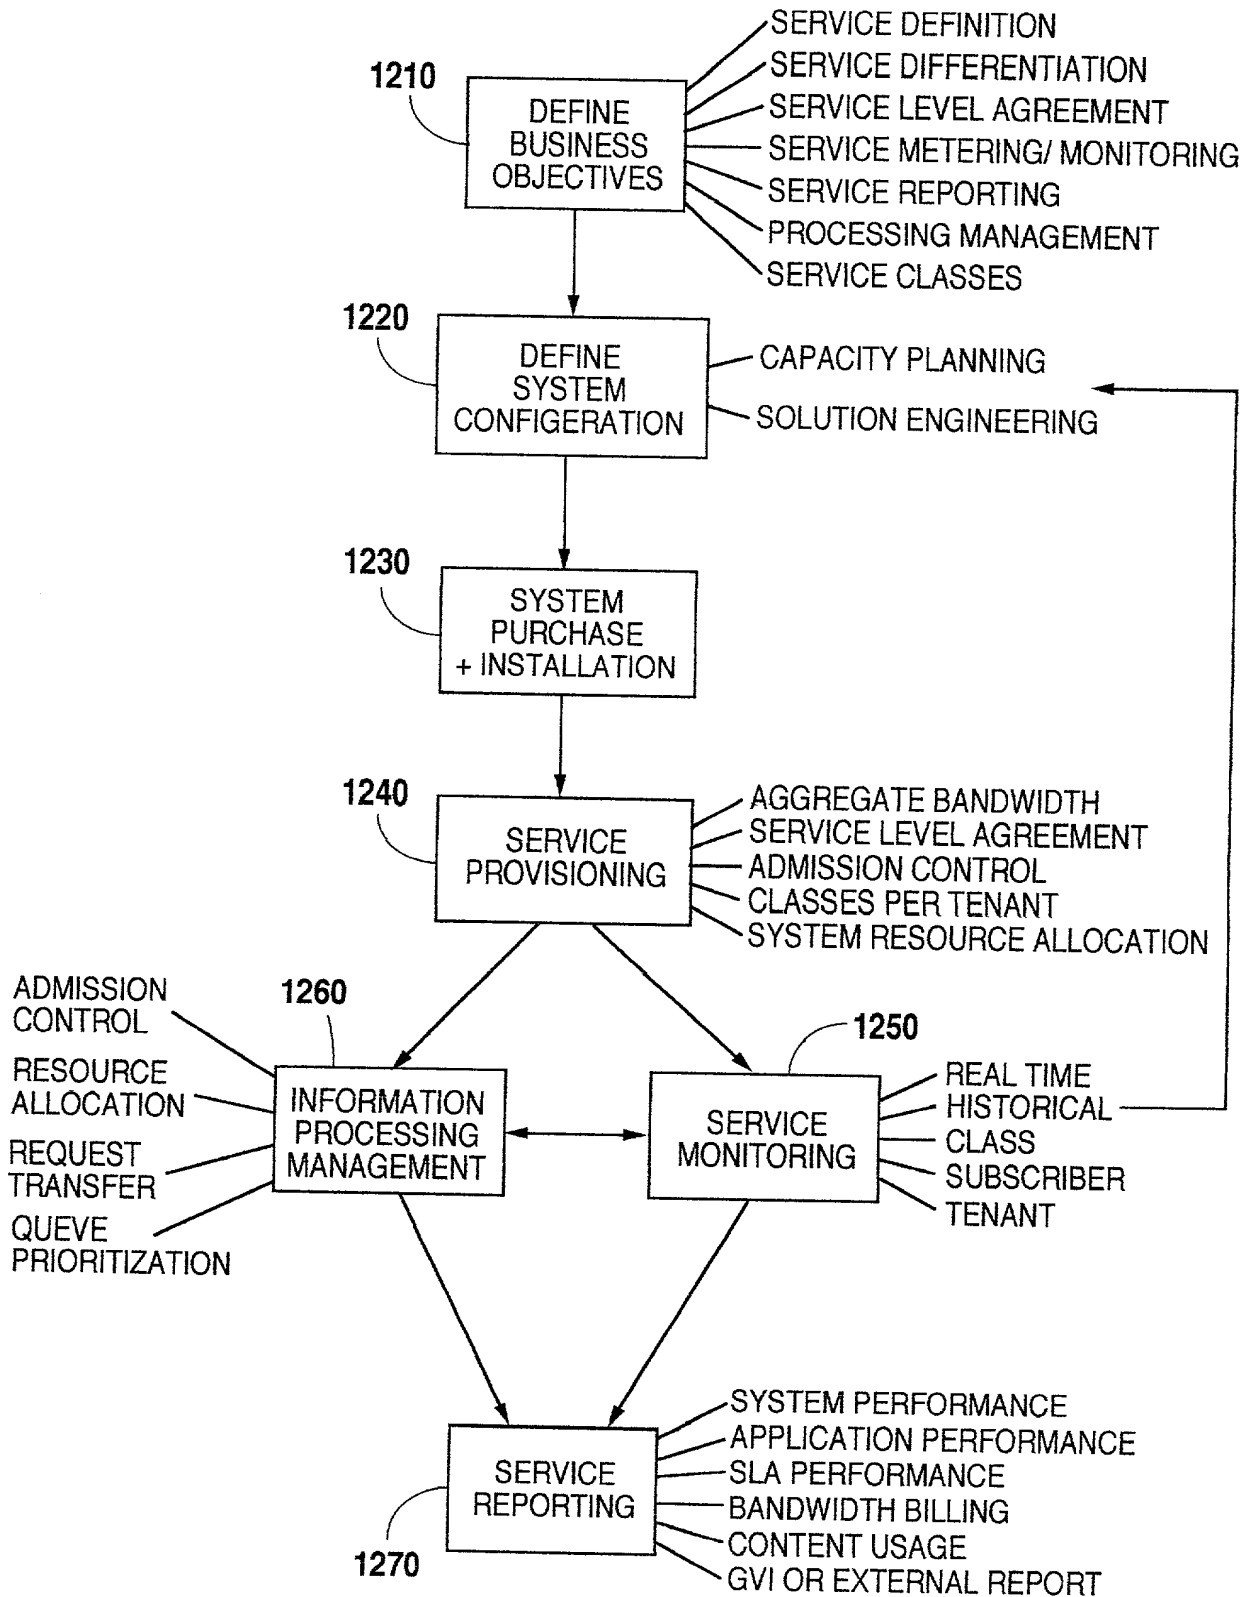 SERVICE DEFINITION
SERVICE DIFFERENTIATION
SERVICE LEVEL AGREEMENT
SERVICE METERING/ MONITORING
SERVICE REPORTING
PROCESSING MANAGEMENT
SERVICE CLASSES
1210
DEFINE
BUSINESS
OBJECTIVES
1220
DEFINE
SYSTEM
CONFIGERATION
CAPACITY PLANNING
SOLUTION ENGINEERING
1230
SYSTEM
PURCHASE
+ INSTALLATION
1240
SERVICE
PROVISIONING
AGGREGATE BANDWIDTH
SERVICE LEVEL AGREEMENT
ADMISSION CONTROL
CLASSES PER TENANT
SYSTEM RESOURCE ALLOCATION
ADMISSION
CONTROL
RESOURCE
ALLOCATION
REQUEST
TRANSFER
QUEVE
PRIORITIZATION
1260
INFORMATION
PROCESSING
MANAGEMENT
1250
SERVICE
MONITORING
REAL TIME
HISTORICAL
CLASS
SUBSCRIBER
TENANT
SERVICE
REPORTING
1270
SYSTEM PERFORMANCE
APPLICATION PERFORMANCE
SLA PERFORMANCE
BANDWIDTH BILLING
CONTENT USAGE
GVI OR EXTERNAL REPORT